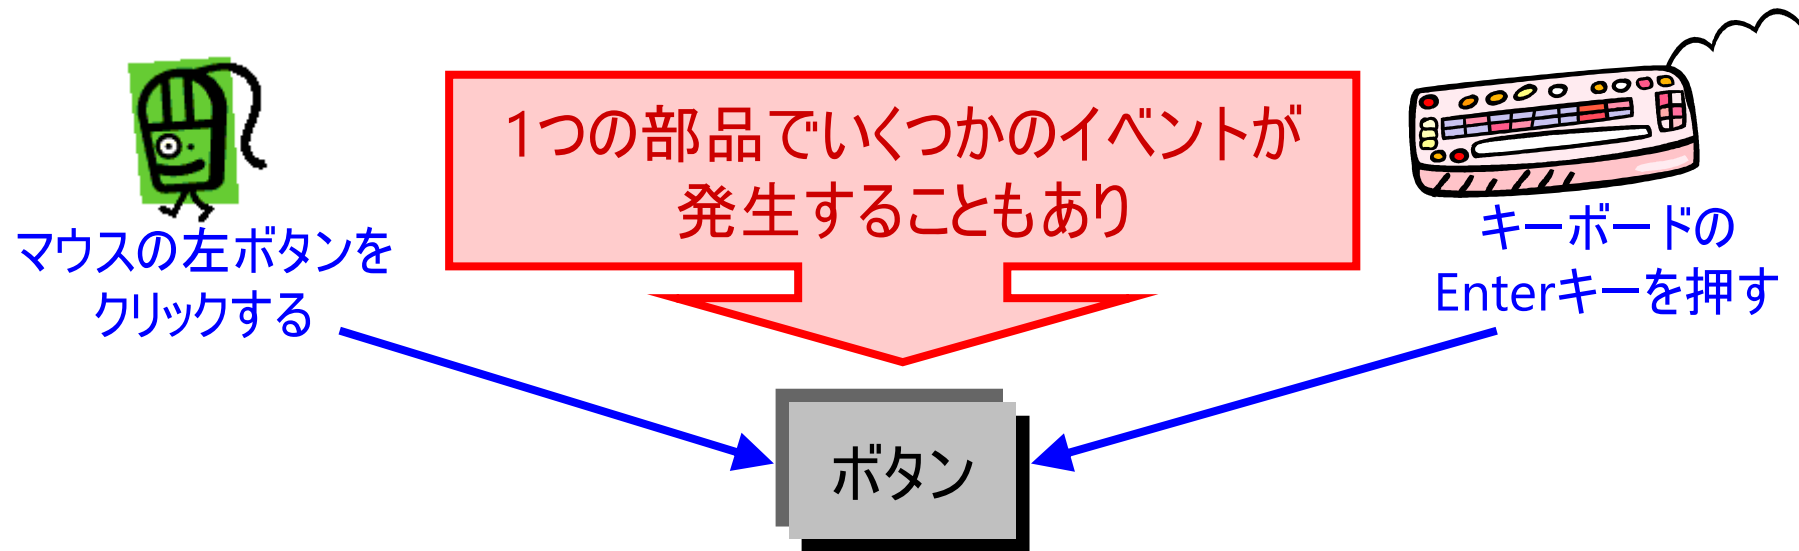 1つの部品でいくつかのイベントが
発生することもあり
マウスの左ボタンを
クリックする
キーボードの
Enterキーを押す
ボタン